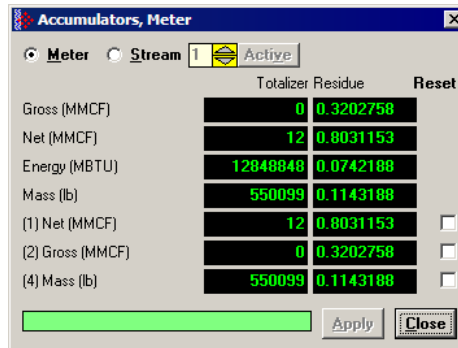 Accumulators, Meter
Meter Stream 1 Active
Totalizer Residue Reset
Gross (MMCF) 0 0.3202758
Net (MMCF) 12 0.8031153
Energy (MBTU) 12848848 0.0742188
Mass (lb) 550099 0.1143188
(1) Net (MMCF) 12 0.8031153
(2) Gross (MMCF) 0 0.3202758
(4) Mass (lb) 550099 0.1143188
Apply Close